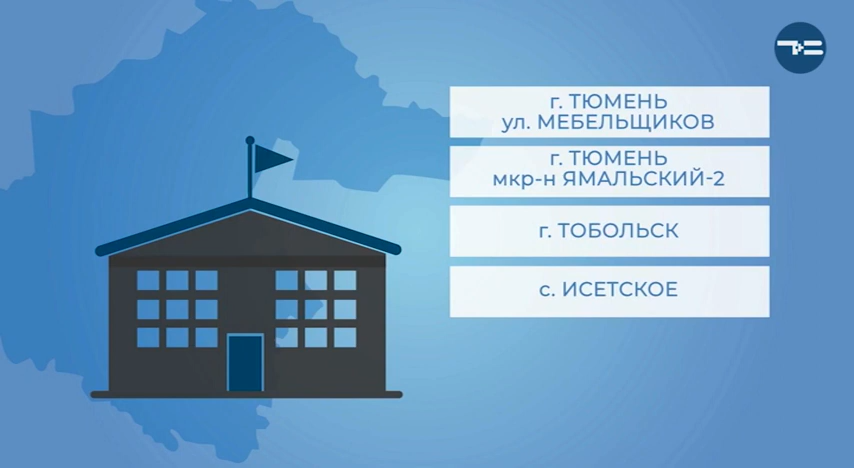 г. ТЮМЕНЬ
ул. МЕБЕЛЬЩИКОВ
г. ТЮМЕНЬ
мкр-н ЯМАЛЬСКИЙ-2
г. ТОБОЛЬСК
с. ИСЕТСКОЕ